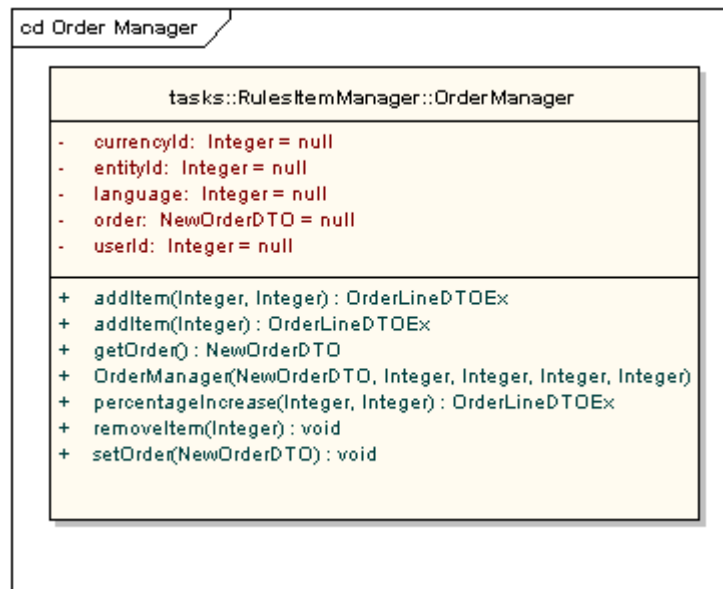 cd Order Manager
tasks::RulesItemManager::OrderManager
- currencyId: Integer = null
- entityId: Integer = null
- language: Integer = null
- order: NewOrderDTO = null
- userId: Integer = null
+ addItem(Integer, Integer) : OrderLineDTOEx
+ addItem(Integer) : OrderLineDTOEx
+ getOrder() : NewOrderDTO
+ OrderManager(NewOrderDTO, Integer, Integer, Integer, Integer)
+ percentageIncrease(Integer, Integer) : OrderLineDTOEx
+ removeItem(Integer) : void
+ setOrder(NewOrderDTO) : void